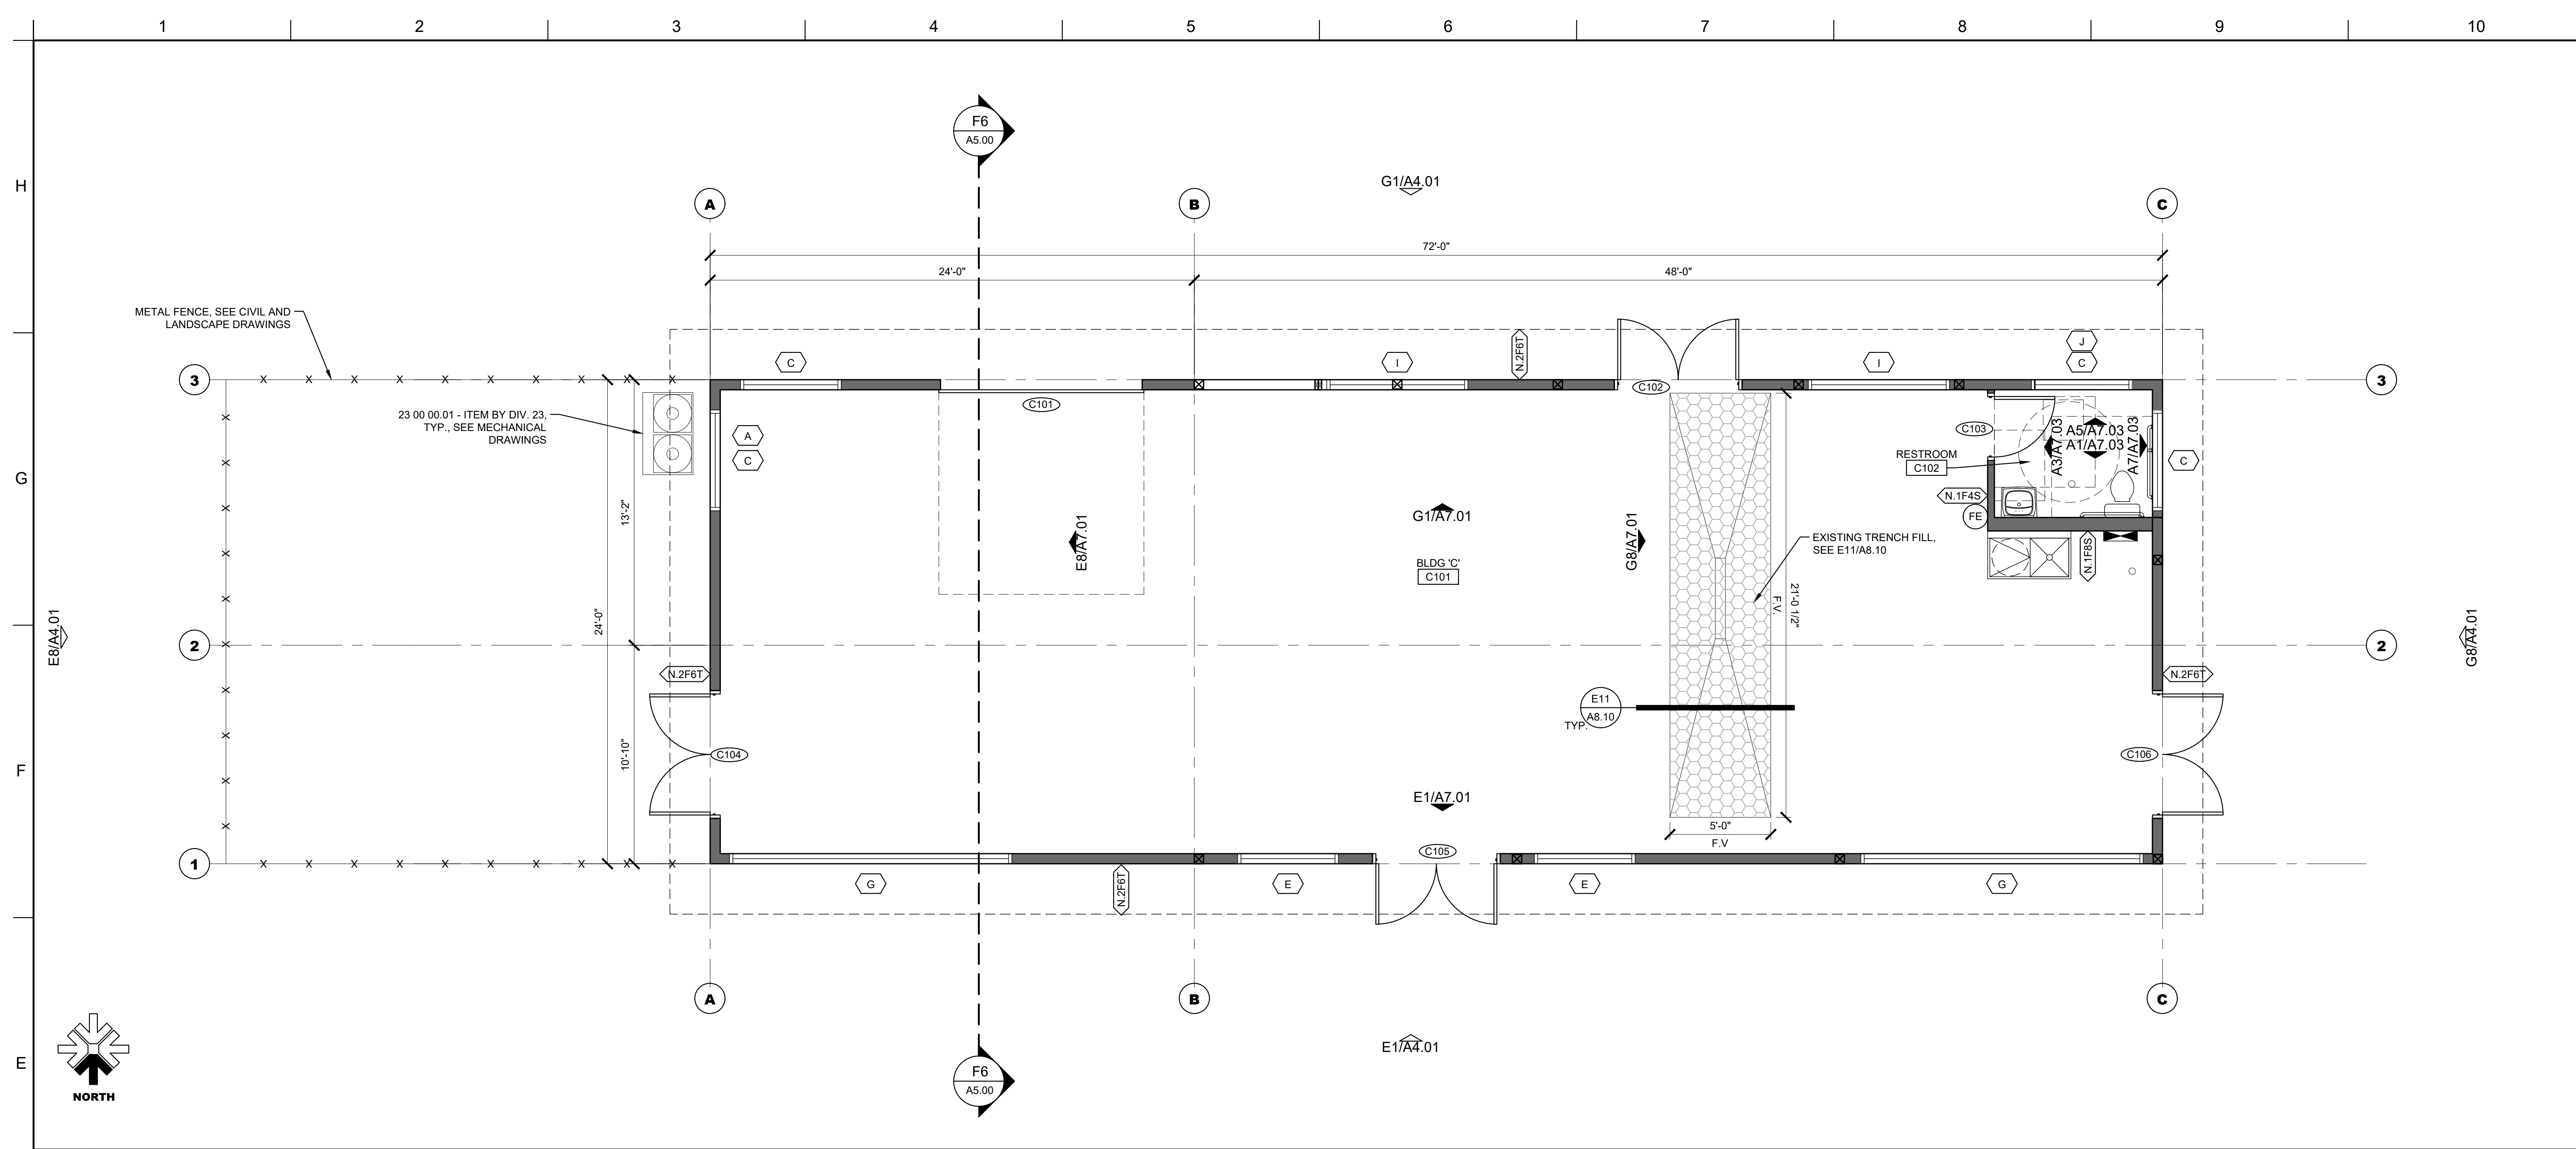 1 2 3 4 5 6 7 8 9 10
H
G
F
E
F6
A5.00
G1/A4.01
A
B
C
72'-0"
24'-0"
48'-0"
METAL FENCE, SEE CIVIL AND
LANDSCAPE DRAWINGS
N.2F6T
J
C
I
I
C
3
3
C102
C101
23 00 00.01 - ITEM BY DIV. 23,
TYP., SEE MECHANICAL
DRAWINGS
A
C
C103
A5/A7.03
A1/A7.03
A3/A7.03
A7/A7.03
RESTROOM
C102
C
N.1F4S
FE
13'-2"
G1/A7.01
E8/A7.01
G8/A7.01
EXISTING TRENCH FILL,
SEE E11/A8.10
N.1F8S
BLDG 'C'
C101
21'-0 1/2"
F.V.
24'-0"
E8/A4.01
G8/A4.01
2
2
N.2F6T
N.2F6T
E11
A8.10
TYP.
C104
C106
10'-10"
E1/A7.01
5'-0"
F.V
C105
1
G
N.2F6T
E
E
G
A
B
C
E1/A4.01
F6
A5.00
NORTH